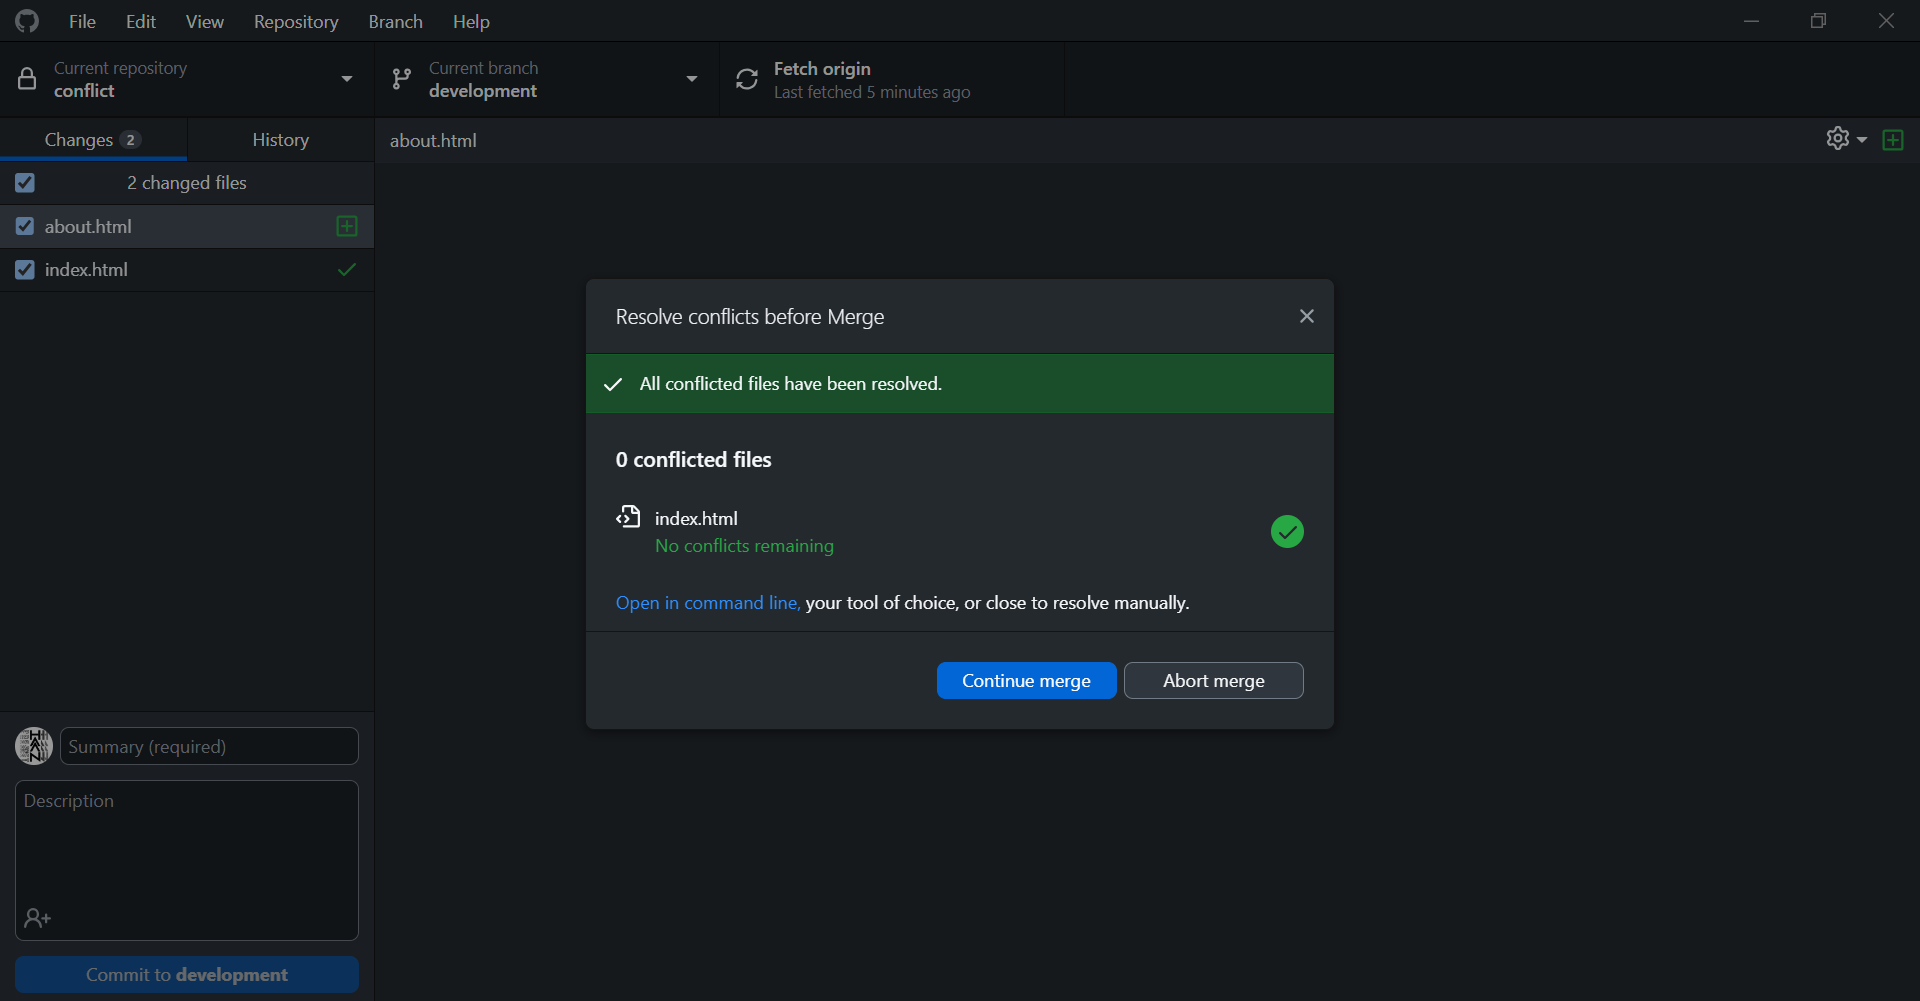 File Edit View Repository Branch Help
Current repository
conflict
Current branch
development
Fetch origin
Last fetched 5 minutes ago
Changes 2
History
about.html
2 changed files
about.html
index.html
Resolve conflicts before Merge
All conflicted files have been resolved.
0 conflicted files
index.html
No conflicts remaining
Open in command line, your tool of choice, or close to resolve manually.
Continue merge
Abort merge
Summary (required)
Description
Commit to development